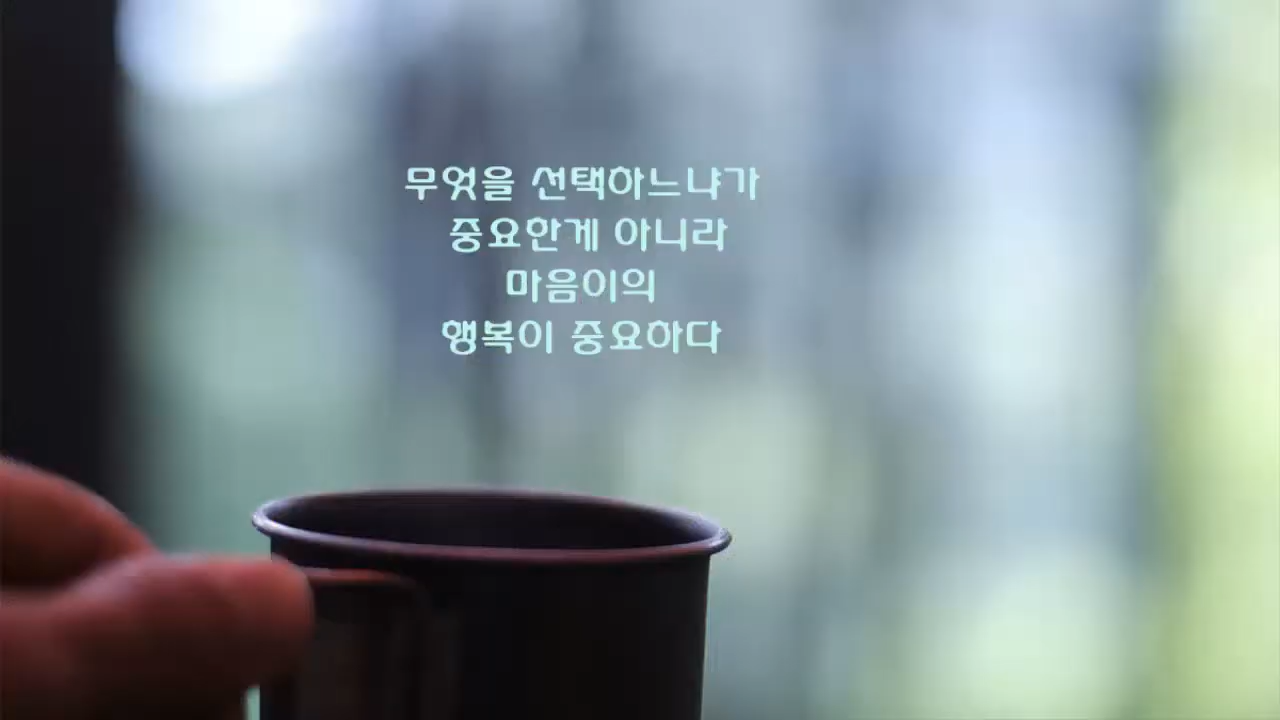 무엇을 선택하느냐가
중요한게 아니라
마음이의
행복이 중요하다